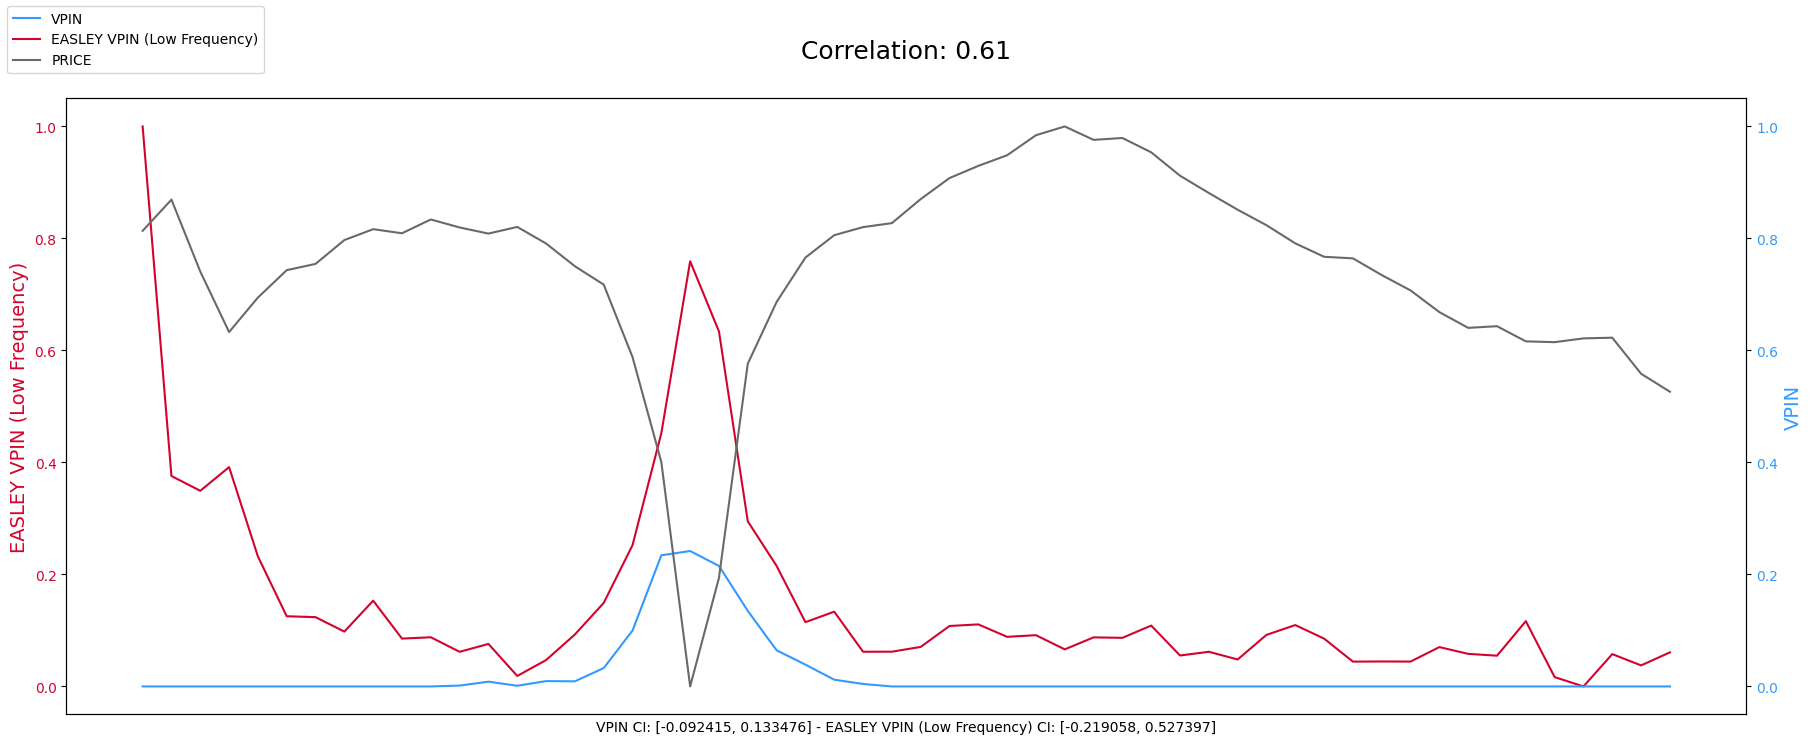 VPIN
EASLEY VPIN (Low Frequency)
PRICE
Correlation: 0.61
EASLEY VPIN (Low Frequency)
1.0
0.8
0.6
0.4
0.2
0.0
1.0
0.8
0.6
0.4
0.2
0.0
VPIN
VPIN CI: [-0.092415, 0.133476] - EASLEY VPIN (Low Frequency) CI: [-0.219058, 0.527397]